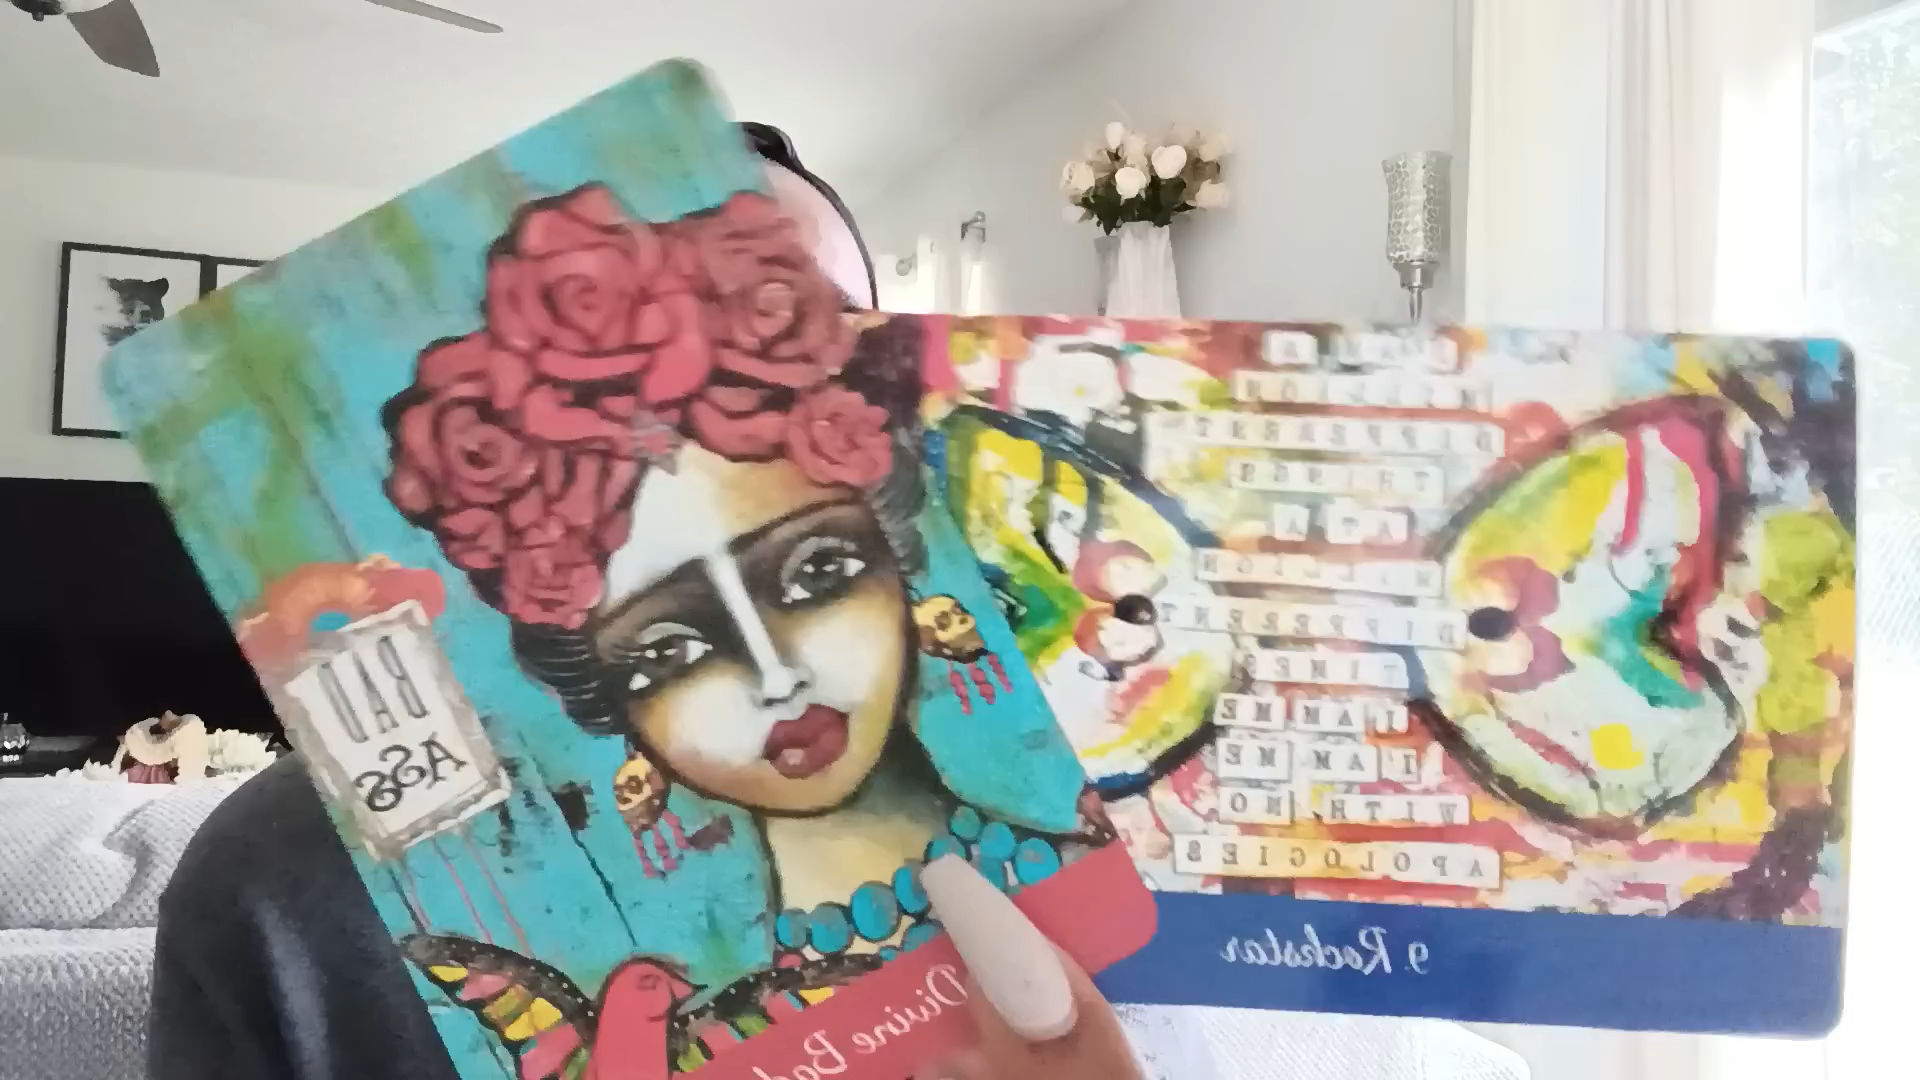 BAD
ASS
Divine Bad
I AM A
MILLION
DIFFERENT
THINGS
AT A
MILLION
DIFFERENT
TIMES
I AM ME
I AM ME
WITH NO
APOLOGIES
9. Rockstar